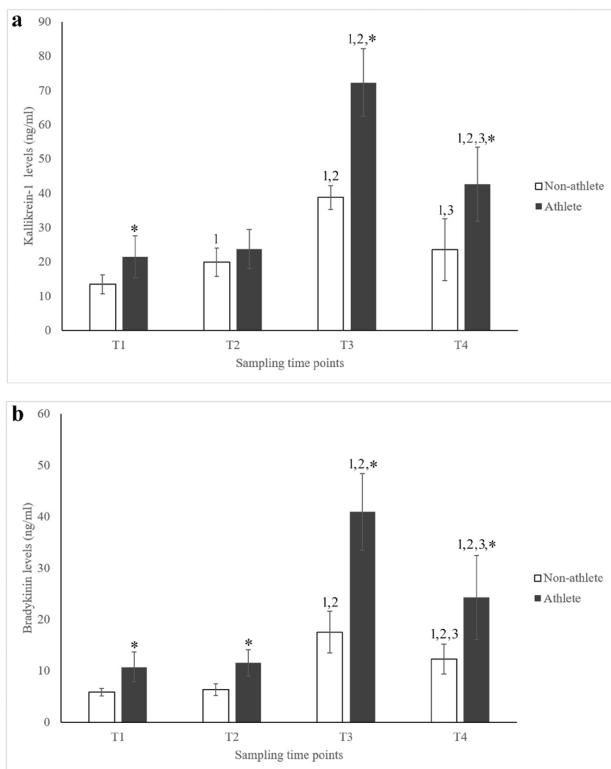 a
90
80
70
60
50
40
30
20
10
0
Kallikrein-1 levels (ng/ml)
*
1
1,2
1,2,*
1,3
1,2,3,*
T1 T2 T3 T4
Sampling time points
Non-athlete
Athlete
b
60
50
40
30
20
10
0
Bradykinin levels (ng/ml)
*
*
1,2
1,2,*
1,2,3
1,2,3,*
T1 T2 T3 T4
Sampling time points
Non-athlete
Athlete